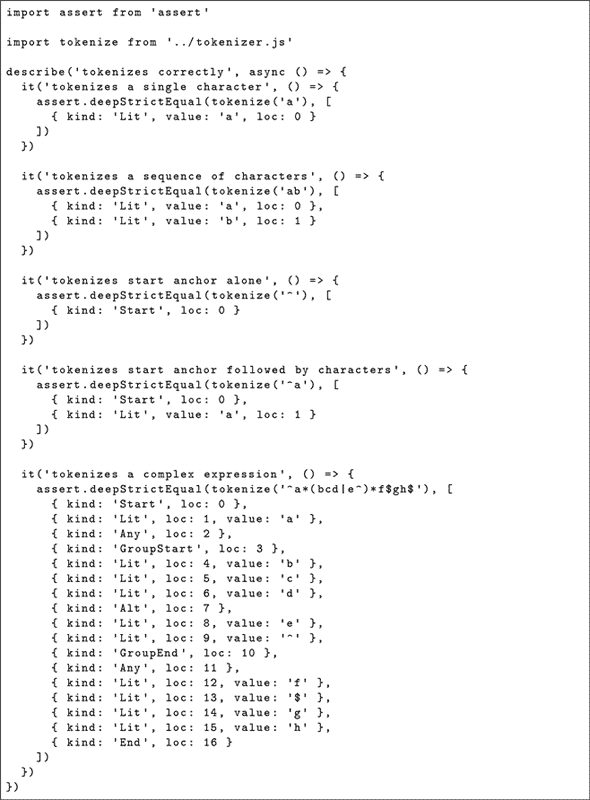 import assert from 'assert'
import tokenize from '../tokenizer.js'
describe('tokenizes correctly', async () => {
  it('tokenizes a single character', () => {
    assert.deepStrictEqual(tokenize('a'), [
      { kind: 'Lit', value: 'a', loc: 0 }
    ])
  })
  it('tokenizes a sequence of characters', () => {
    assert.deepStrictEqual(tokenize('ab'), [
      { kind: 'Lit', value: 'a', loc: 0 },
      { kind: 'Lit', value: 'b', loc: 1 }
    ])
  })
  it('tokenizes start anchor alone', () => {
    assert.deepStrictEqual(tokenize('^'), [
      { kind: 'Start', loc: 0 }
    ])
  })
  it('tokenizes start anchor followed by characters', () => {
    assert.deepStrictEqual(tokenize('^a'), [
      { kind: 'Start', loc: 0 },
      { kind: 'Lit', value: 'a', loc: 1 }
    ])
  })
  it('tokenizes a complex expression', () => {
    assert.deepStrictEqual(tokenize('^a*(bcd|e^)*f$gh$'), [
      { kind: 'Start', loc: 0 },
      { kind: 'Lit', loc: 1, value: 'a' },
      { kind: 'Any', loc: 2 },
      { kind: 'GroupStart', loc: 3 },
      { kind: 'Lit', loc: 4, value: 'b' },
      { kind: 'Lit', loc: 5, value: 'c' },
      { kind: 'Lit', loc: 6, value: 'd' },
      { kind: 'Alt', loc: 7 },
      { kind: 'Lit', loc: 8, value: 'e' },
      { kind: 'Lit', loc: 9, value: '^' },
      { kind: 'GroupEnd', loc: 10 },
      { kind: 'Any', loc: 11 },
      { kind: 'Lit', loc: 12, value: 'f' },
      { kind: 'Lit', loc: 13, value: '$' },
      { kind: 'Lit', loc: 14, value: 'g' },
      { kind: 'Lit', loc: 15, value: 'h' },
      { kind: 'End', loc: 16 }
    ])
  })
})